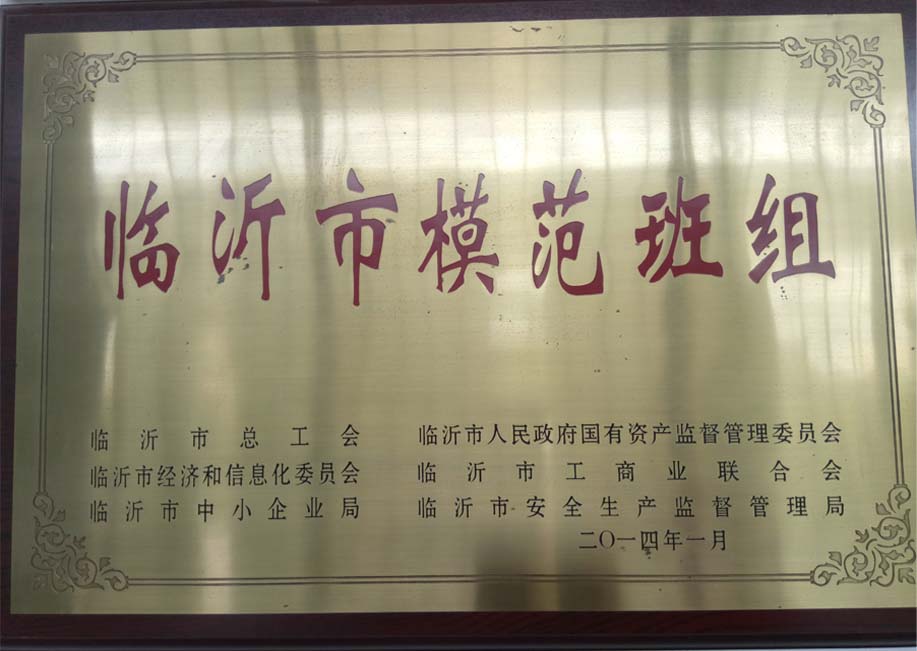 临沂市模范班组
临沂市总工会 临沂市人民政府国有资产监督管理委员会
临沂市经济和信息化委员会 临沂市工商业联合会
临沂市中小企业局 临沂市安全生产监督管理局
二〇一四年一月